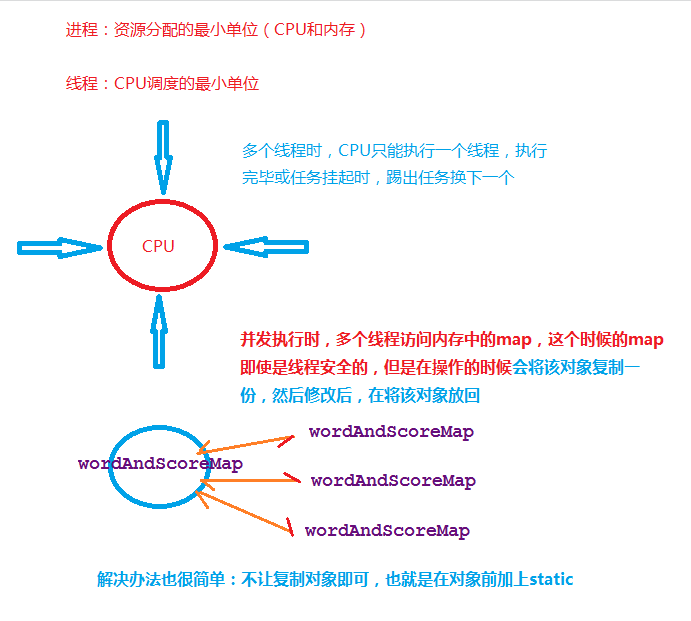 进程：资源分配的最小单位（CPU和内存）
线程：CPU调度的最小单位
多个线程时，CPU只能执行一个线程，执行
完毕或任务挂起时，踢出任务换下一个
CPU
并发执行时，多个线程访问内存中的map，这个时候的map
即使是线程安全的，但是在操作的时候会将该对象复制一
份，然后修改后，在将该对象放回
wordAndScoreMap
wordAndScoreMap
wordAndScoreMap
wordAndScoreMap
解决办法也很简单：不让复制对象即可，也就是在对象前加上static